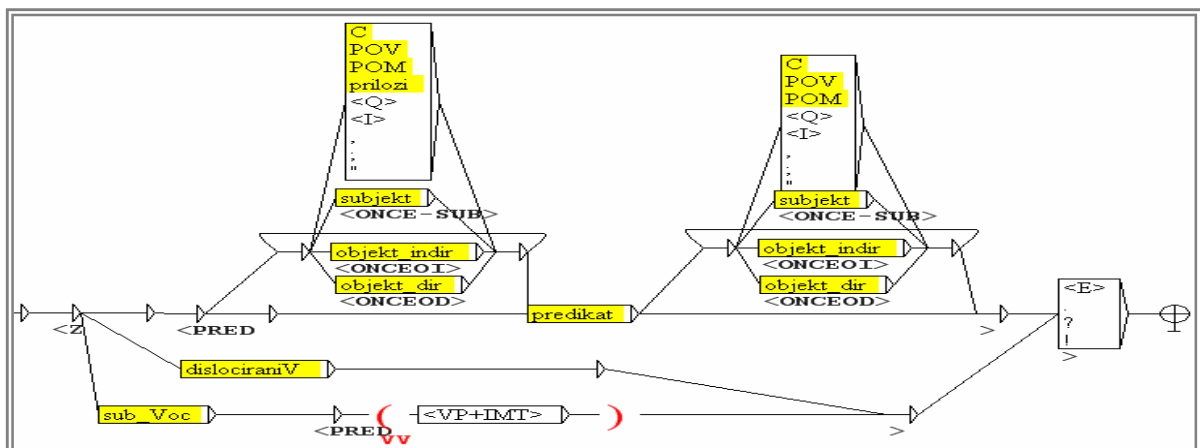 C
POV
POM
prilozi
<Q>
<I>
,
;
"
subjekt
<ONCE-SUB>
objekt_indir
<ONCEOI>
objekt_dir
<ONCEOD>
C
POV
POM
<Q>
<I>
,
;
"
subjekt
<ONCE-SUB>
objekt_indir
<ONCEOI>
objekt_dir
<ONCEOD>
<Z
<PRED
predikat
>
<E>
.
?
!
>
dislociraniV
sub_Voc
<PRED
(
VV
<VP+IMT>
)
>